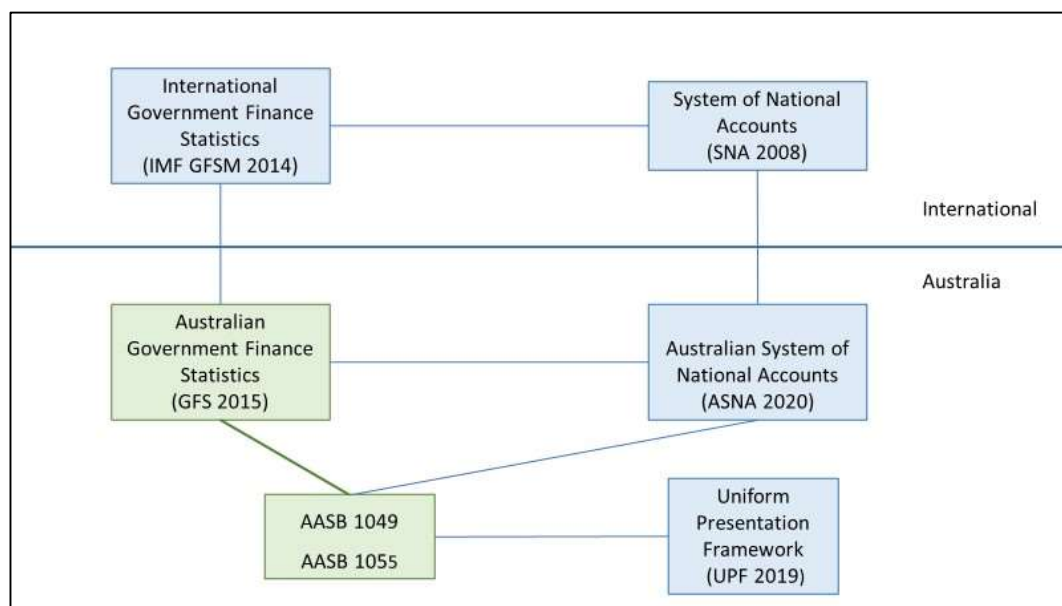 International
Government Finance
Statistics
(IMF GFSM 2014)
System of National
Accounts
(SNA 2008)
International
Australia
Australian
Government Finance
Statistics
(GFS 2015)
Australian System of
National Accounts
(ASNA 2020)
AASB 1049
AASB 1055
Uniform
Presentation
Framework
(UPF 2019)